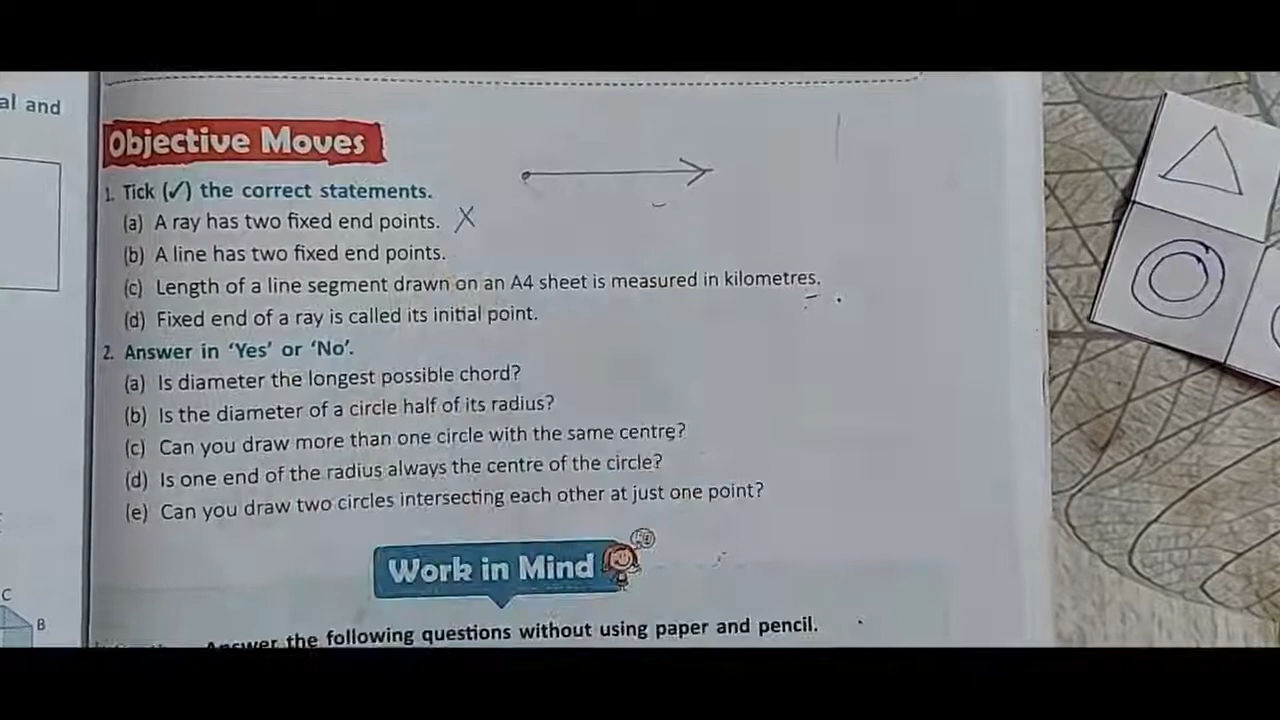 al and
Objective Moves
1. Tick (✓) the correct statements.
(a) A ray has two fixed end points. X
(b) A line has two fixed end points.
(c) Length of a line segment drawn on an A4 sheet is measured in kilometres.
(d) Fixed end of a ray is called its initial point.
2. Answer in ‘Yes’ or ‘No’.
(a) Is diameter the longest possible chord?
(b) Is the diameter of a circle half of its radius?
(c) Can you draw more than one circle with the same centre?
(d) Is one end of the radius always the centre of the circle?
(e) Can you draw two circles intersecting each other at just one point?
Work in Mind
C
B
Answer the following questions without using paper and pencil.